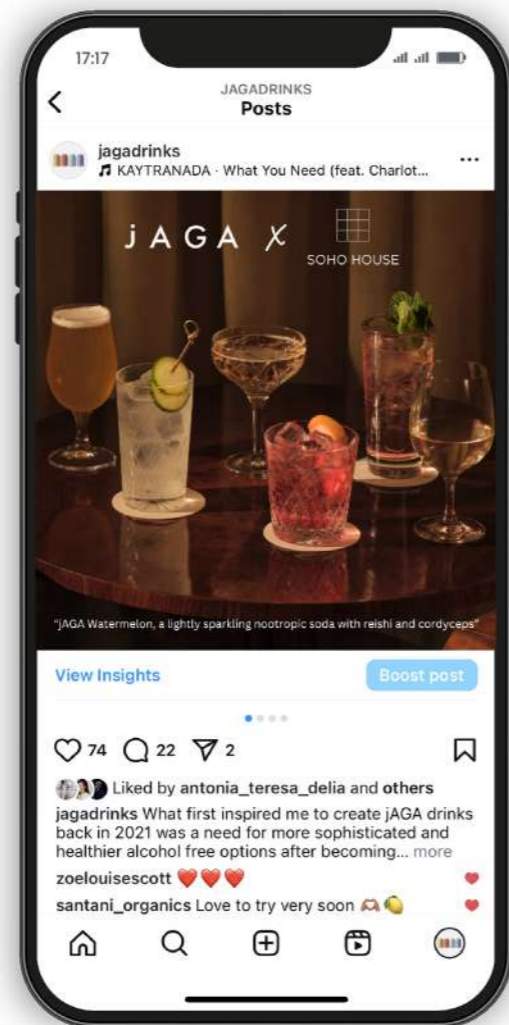 17:17
JAGADRINKS
Posts
jagadrinks
KAYTRANADA · What You Need (feat. Charlot...
jAGA X
SOHO HOUSE
"jAGA Watermelon, a lightly sparkling nootropic soda with reishi and cordyceps"
View Insights
Boost post
74 22 2
Liked by antonia_teresa_delia and others
jagadrinks What first inspired me to create jAGA drinks
back in 2021 was a need for more sophisticated and
healthier alcohol free options after becoming... more
zoelouisescott ❤️❤️❤️
santani_organics Love to try very soon 🫶🏽🍋